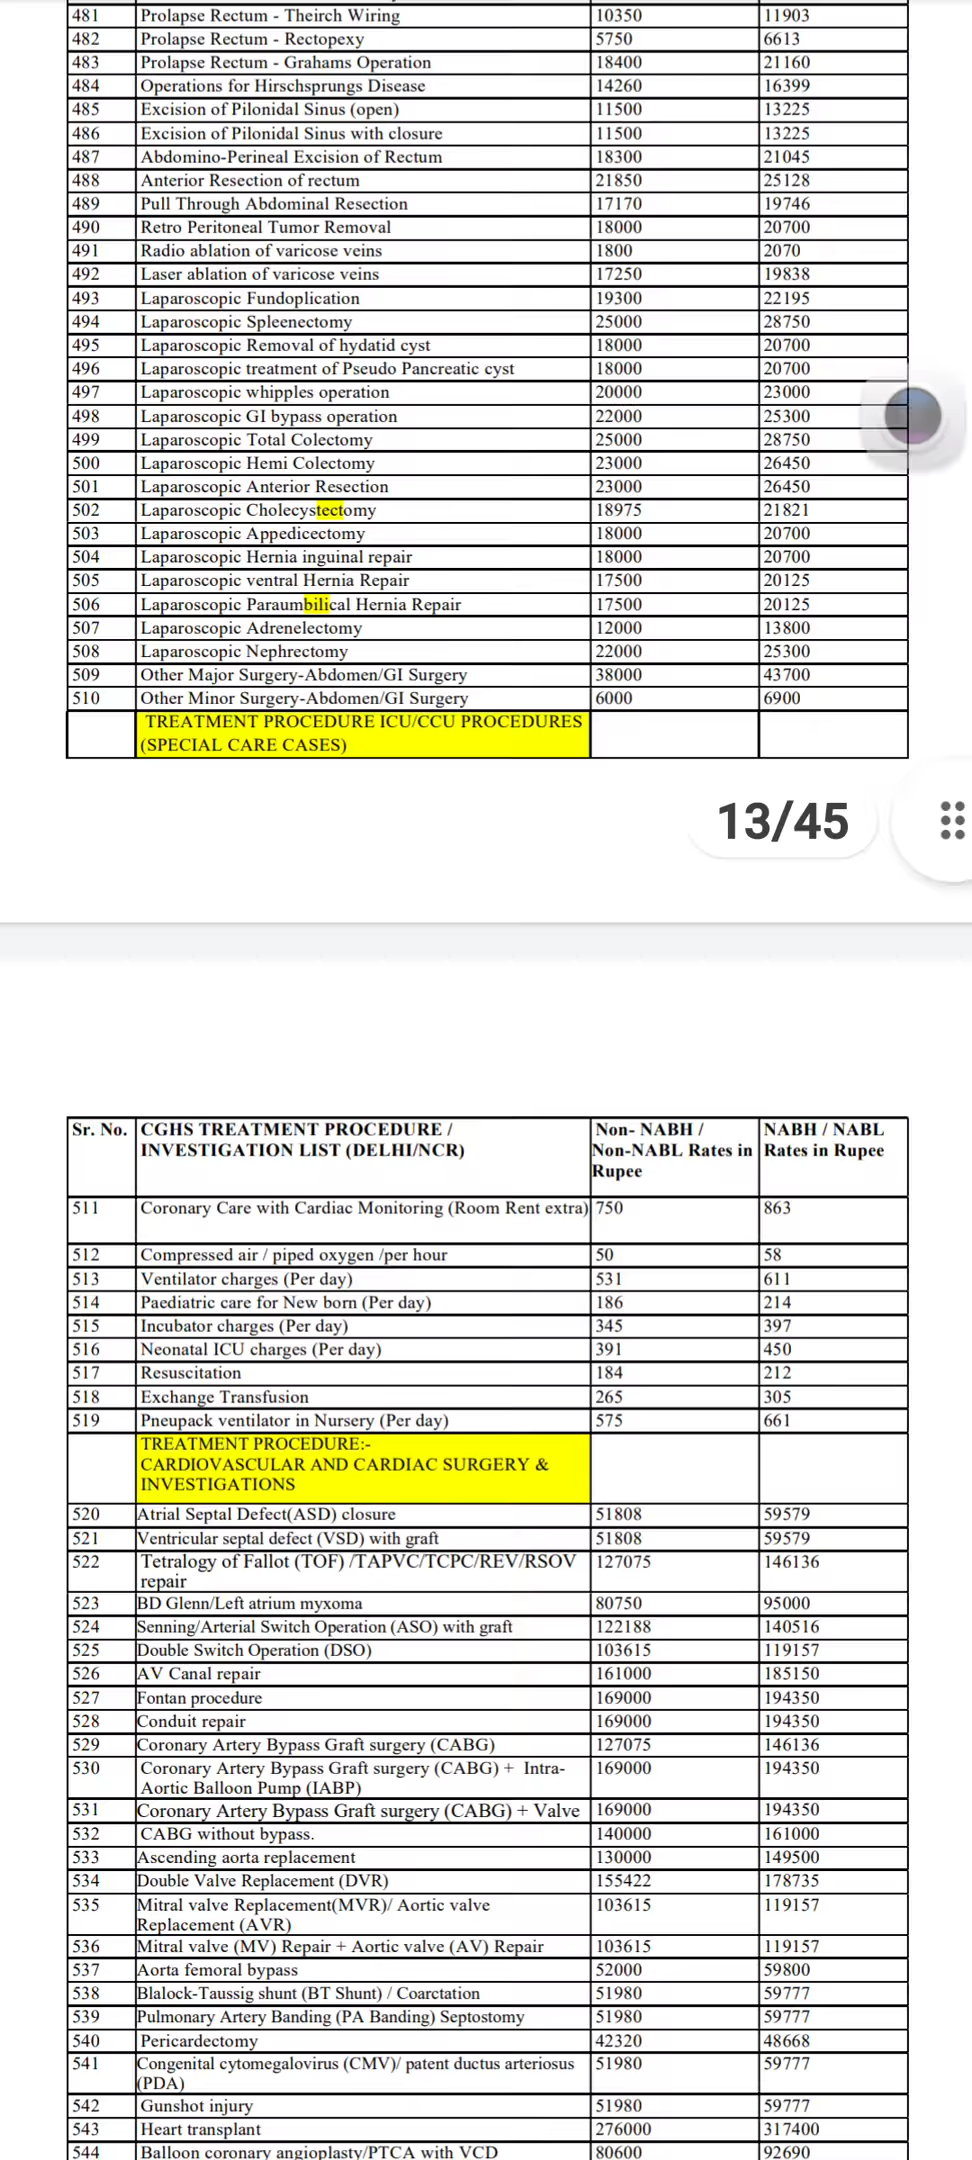 481 Prolapse Rectum - Theirch Wiring 10350 11903
482 Prolapse Rectum - Rectopexy 5750 6613
483 Prolapse Rectum - Grahams Operation 18400 21160
484 Operations for Hirschsprungs Disease 14260 16399
485 Excision of Pilonidal Sinus (open) 11500 13225
486 Excision of Pilonidal Sinus with closure 11500 13225
487 Abdomino-Perineal Excision of Rectum 18300 21045
488 Anterior Resection of rectum 21850 25128
489 Pull Through Abdominal Resection 17170 19746
490 Retro Peritoneal Tumor Removal 18000 20700
491 Radio ablation of varicose veins 1800 2070
492 Laser ablation of varicose veins 17250 19838
493 Laparoscopic Fundoplication 19300 22195
494 Laparoscopic Spleenectomy 25000 28750
495 Laparoscopic Removal of hydatid cyst 18000 20700
496 Laparoscopic treatment of Pseudo Pancreatic cyst 18000 20700
497 Laparoscopic whipples operation 20000 23000
498 Laparoscopic GI bypass operation 22000 25300
499 Laparoscopic Total Colectomy 25000 28750
500 Laparoscopic Hemi Colectomy 23000 26450
501 Laparoscopic Anterior Resection 23000 26450
502 Laparoscopic Cholecystectomy 18975 21821
503 Laparoscopic Appedicectomy 18000 20700
504 Laparoscopic Hernia inguinal repair 18000 20700
505 Laparoscopic ventral Hernia Repair 17500 20125
506 Laparoscopic Paraumbilical Hernia Repair 17500 20125
507 Laparoscopic Adrenelectomy 12000 13800
508 Laparoscopic Nephrectomy 22000 25300
509 Other Major Surgery-Abdomen/GI Surgery 38000 43700
510 Other Minor Surgery-Abdomen/GI Surgery 6000 6900
TREATMENT PROCEDURE ICU/CCU PROCEDURES
(SPECIAL CARE CASES)
13/45
Sr. No. CGHS TREATMENT PROCEDURE / Non- NABH / NABH / NABL
INVESTIGATION LIST (DELHI/NCR) Non-NABL Rates in Rates in Rupee
Rupee
511 Coronary Care with Cardiac Monitoring (Room Rent extra) 750 863
512 Compressed air / piped oxygen /per hour 50 58
513 Ventilator charges (Per day) 531 611
514 Paediatric care for New born (Per day) 186 214
515 Incubator charges (Per day) 345 397
516 Neonatal ICU charges (Per day) 391 450
517 Resuscitation 184 212
518 Exchange Transfusion 265 305
519 Pneupack ventilator in Nursery (Per day) 575 661
TREATMENT PROCEDURE:-
CARDIOVASCULAR AND CARDIAC SURGERY &
INVESTIGATIONS
520 Atrial Septal Defect(ASD) closure 51808 59579
521 Ventricular septal defect (VSD) with graft 51808 59579
522 Tetralogy of Fallot (TOF) /TAPVC/TCPC/REV/RSOV 127075 146136
repair
523 BD Glenn/Left atrium myxoma 80750 95000
524 Senning/Arterial Switch Operation (ASO) with graft 122188 140516
525 Double Switch Operation (DSO) 103615 119157
526 AV Canal repair 161000 185150
527 Fontan procedure 169000 194350
528 Conduit repair 169000 194350
529 Coronary Artery Bypass Graft surgery (CABG) 127075 146136
530 Coronary Artery Bypass Graft surgery (CABG) + Intra- 169000 194350
Aortic Balloon Pump (IABP)
531 Coronary Artery Bypass Graft surgery (CABG) + Valve 169000 194350
532 CABG without bypass. 140000 161000
533 Ascending aorta replacement 130000 149500
534 Double Valve Replacement (DVR) 155422 178735
535 Mitral valve Replacement(MVR)/ Aortic valve 103615 119157
Replacement (AVR)
536 Mitral valve (MV) Repair + Aortic valve (AV) Repair 103615 119157
537 Aorta femoral bypass 52000 59800
538 Blalock-Taussig shunt (BT Shunt) / Coarctation 51980 59777
539 Pulmonary Artery Banding (PA Banding) Septostomy 51980 59777
540 Pericardectomy 42320 48668
541 Congenital cytomegalovirus (CMV)/ patent ductus arteriosus 51980 59777
(PDA)
542 Gunshot injury 51980 59777
543 Heart transplant 276000 317400
544 Balloon coronary angioplasty/PTCA with VCD 80600 92690